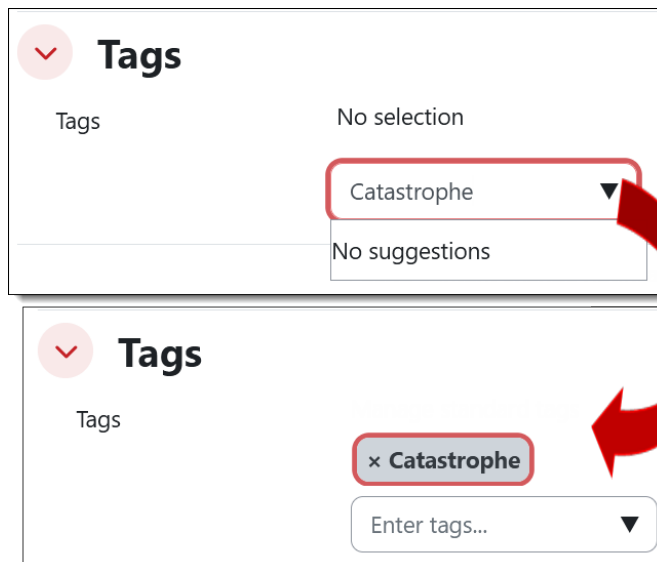 Tags
Tags
No selection
Catastrophe
No suggestions
Tags
Tags
× Catastrophe
Enter tags...